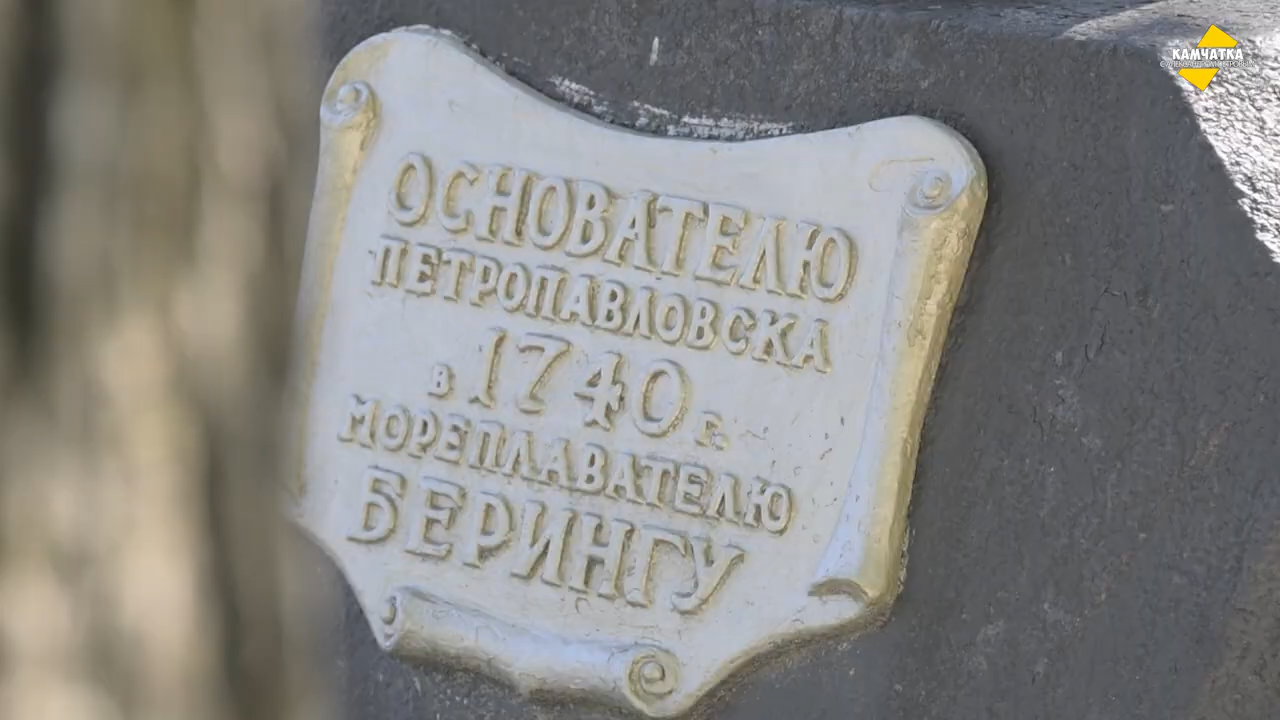 ОСНОВАТЕЛЮ
ПЕТРОПАВЛОВСКА
в 1740 г.
МОРЕПЛАВАТЕЛЮ
БЕРИНГУ
КАМЧАТКА